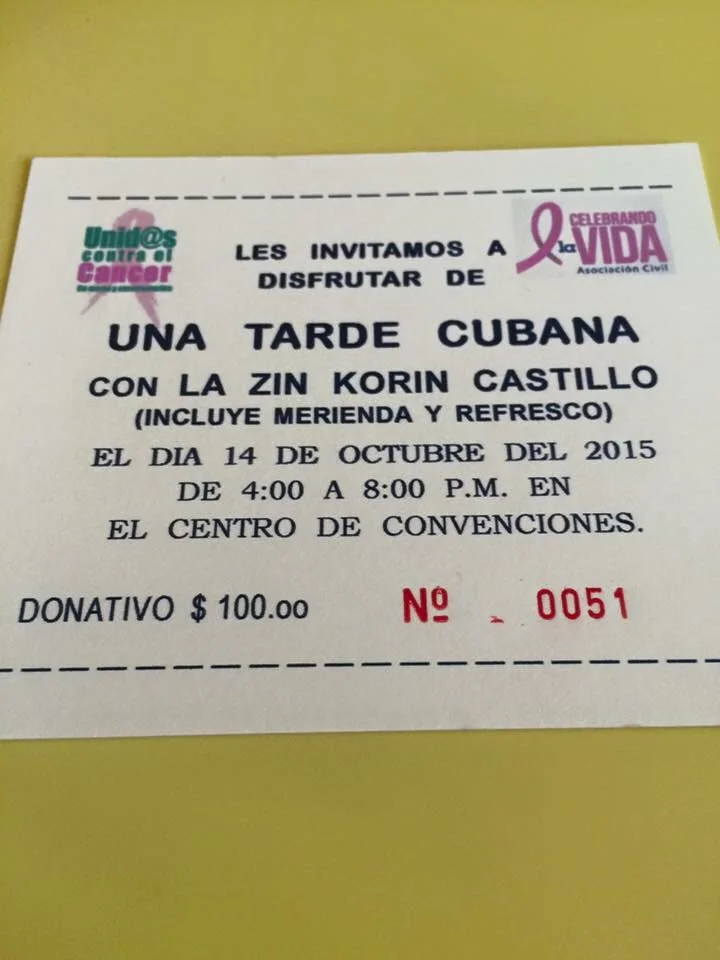 Unid@s
contra el
Cancer
CELEBRANDO
la VIDA
Asociación Civil
LES INVITAMOS A
DISFRUTAR DE
UNA TARDE CUBANA
CON LA ZIN KORIN CASTILLO
(INCLUYE MERIENDA Y REFRESCO)
EL DIA 14 DE OCTUBRE DEL 2015
DE 4:00 A 8:00 P.M. EN
EL CENTRO DE CONVENCIONES.
DONATIVO $ 100.oo
Nº 0051